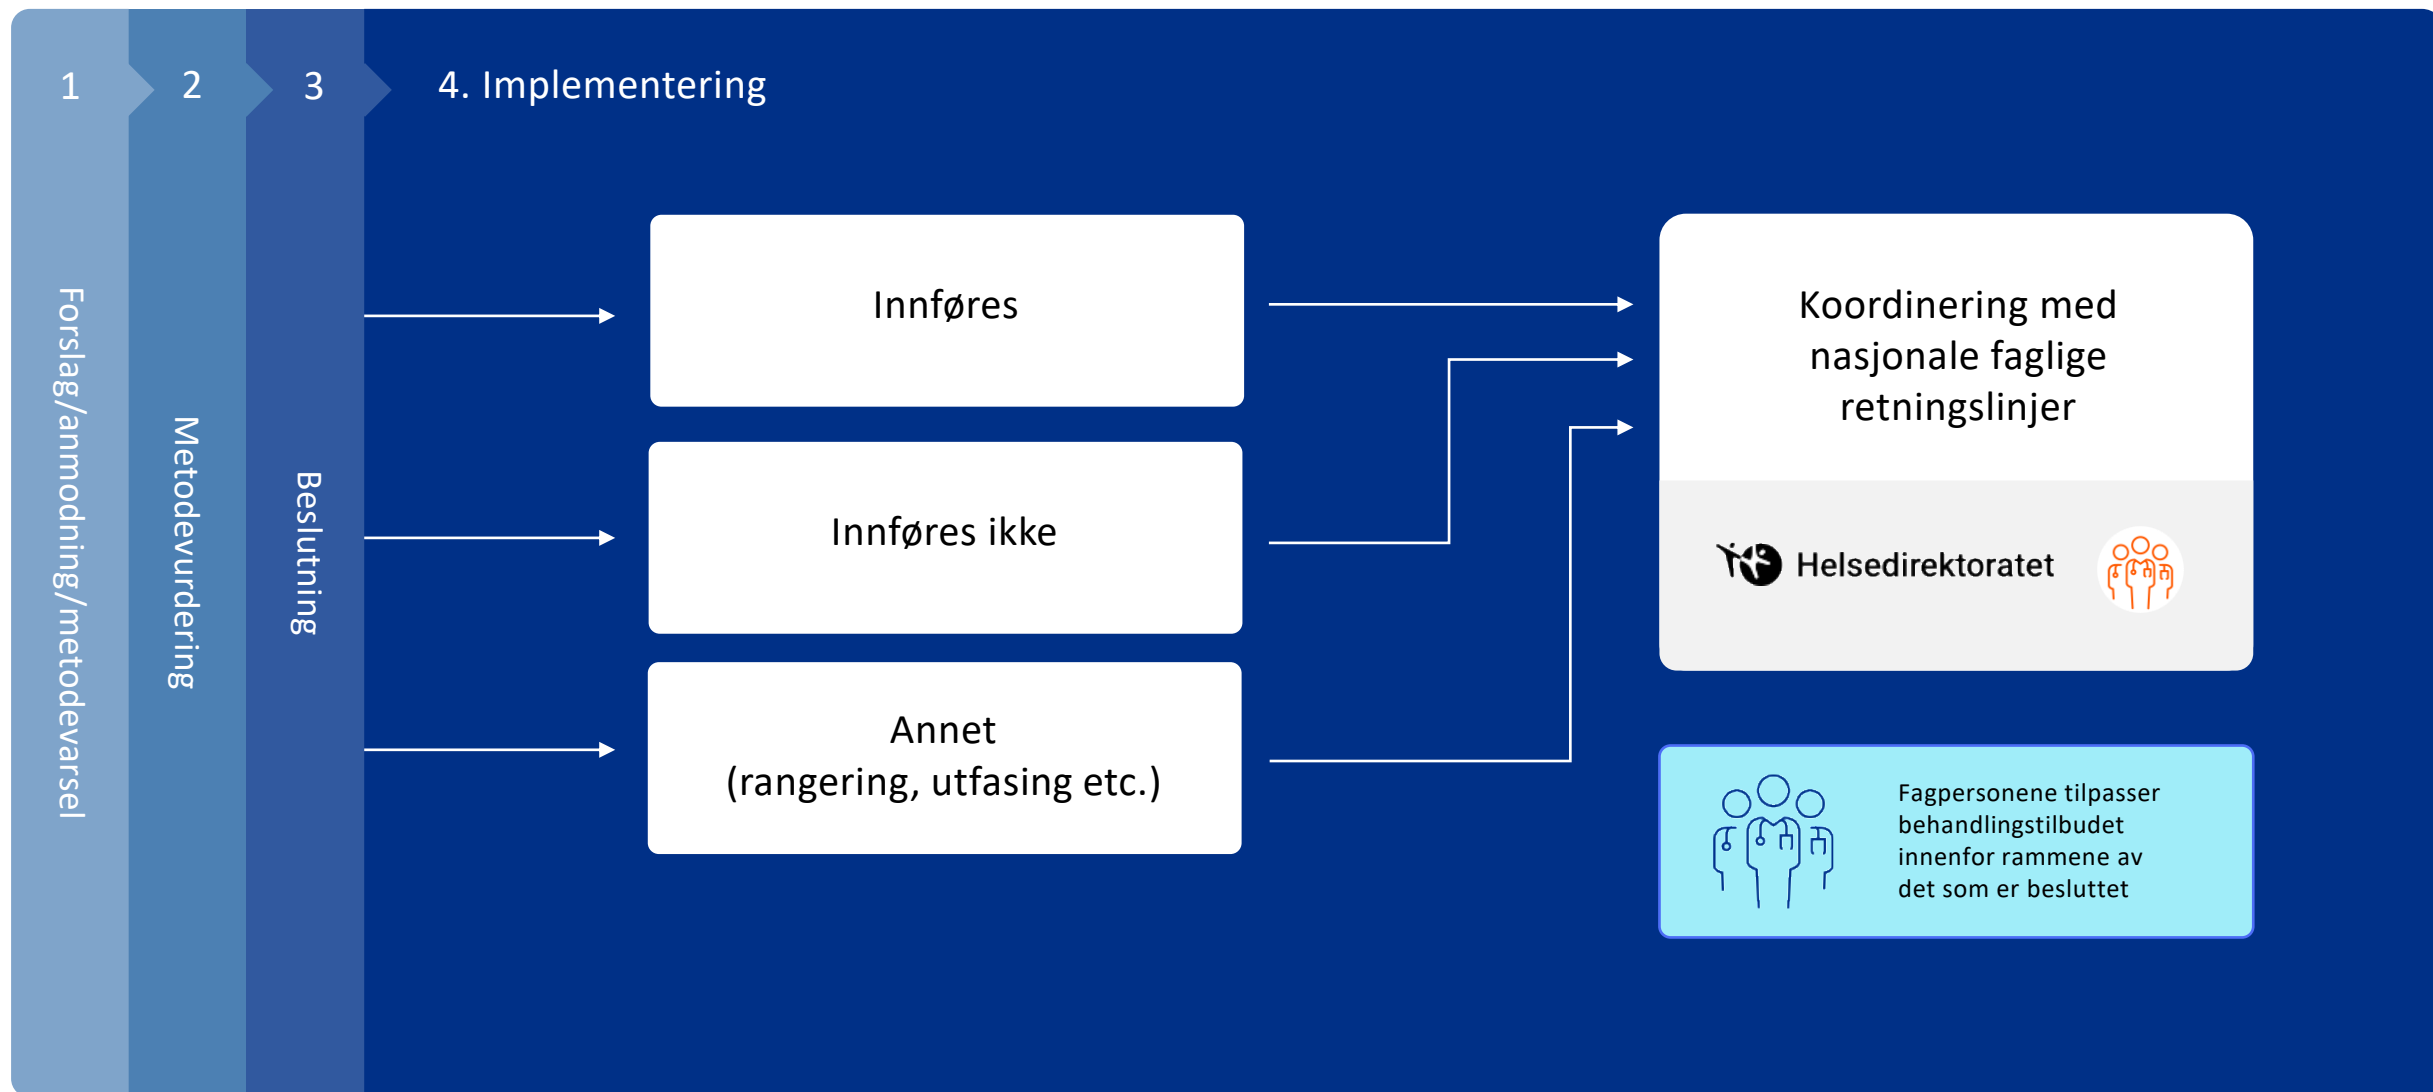 1
2
3
4. Implementering
Forslag/anmodning/metodevarsel
Metodevurdering
Beslutning
Innføres
Innføres ikke
Annet
(rangering, utfasing etc.)
Koordinering med
nasjonale faglige
retningslinjer
Helsedirektoratet
Fagpersonene tilpasser
behandlingstilbudet
innenfor rammene av
det som er besluttet